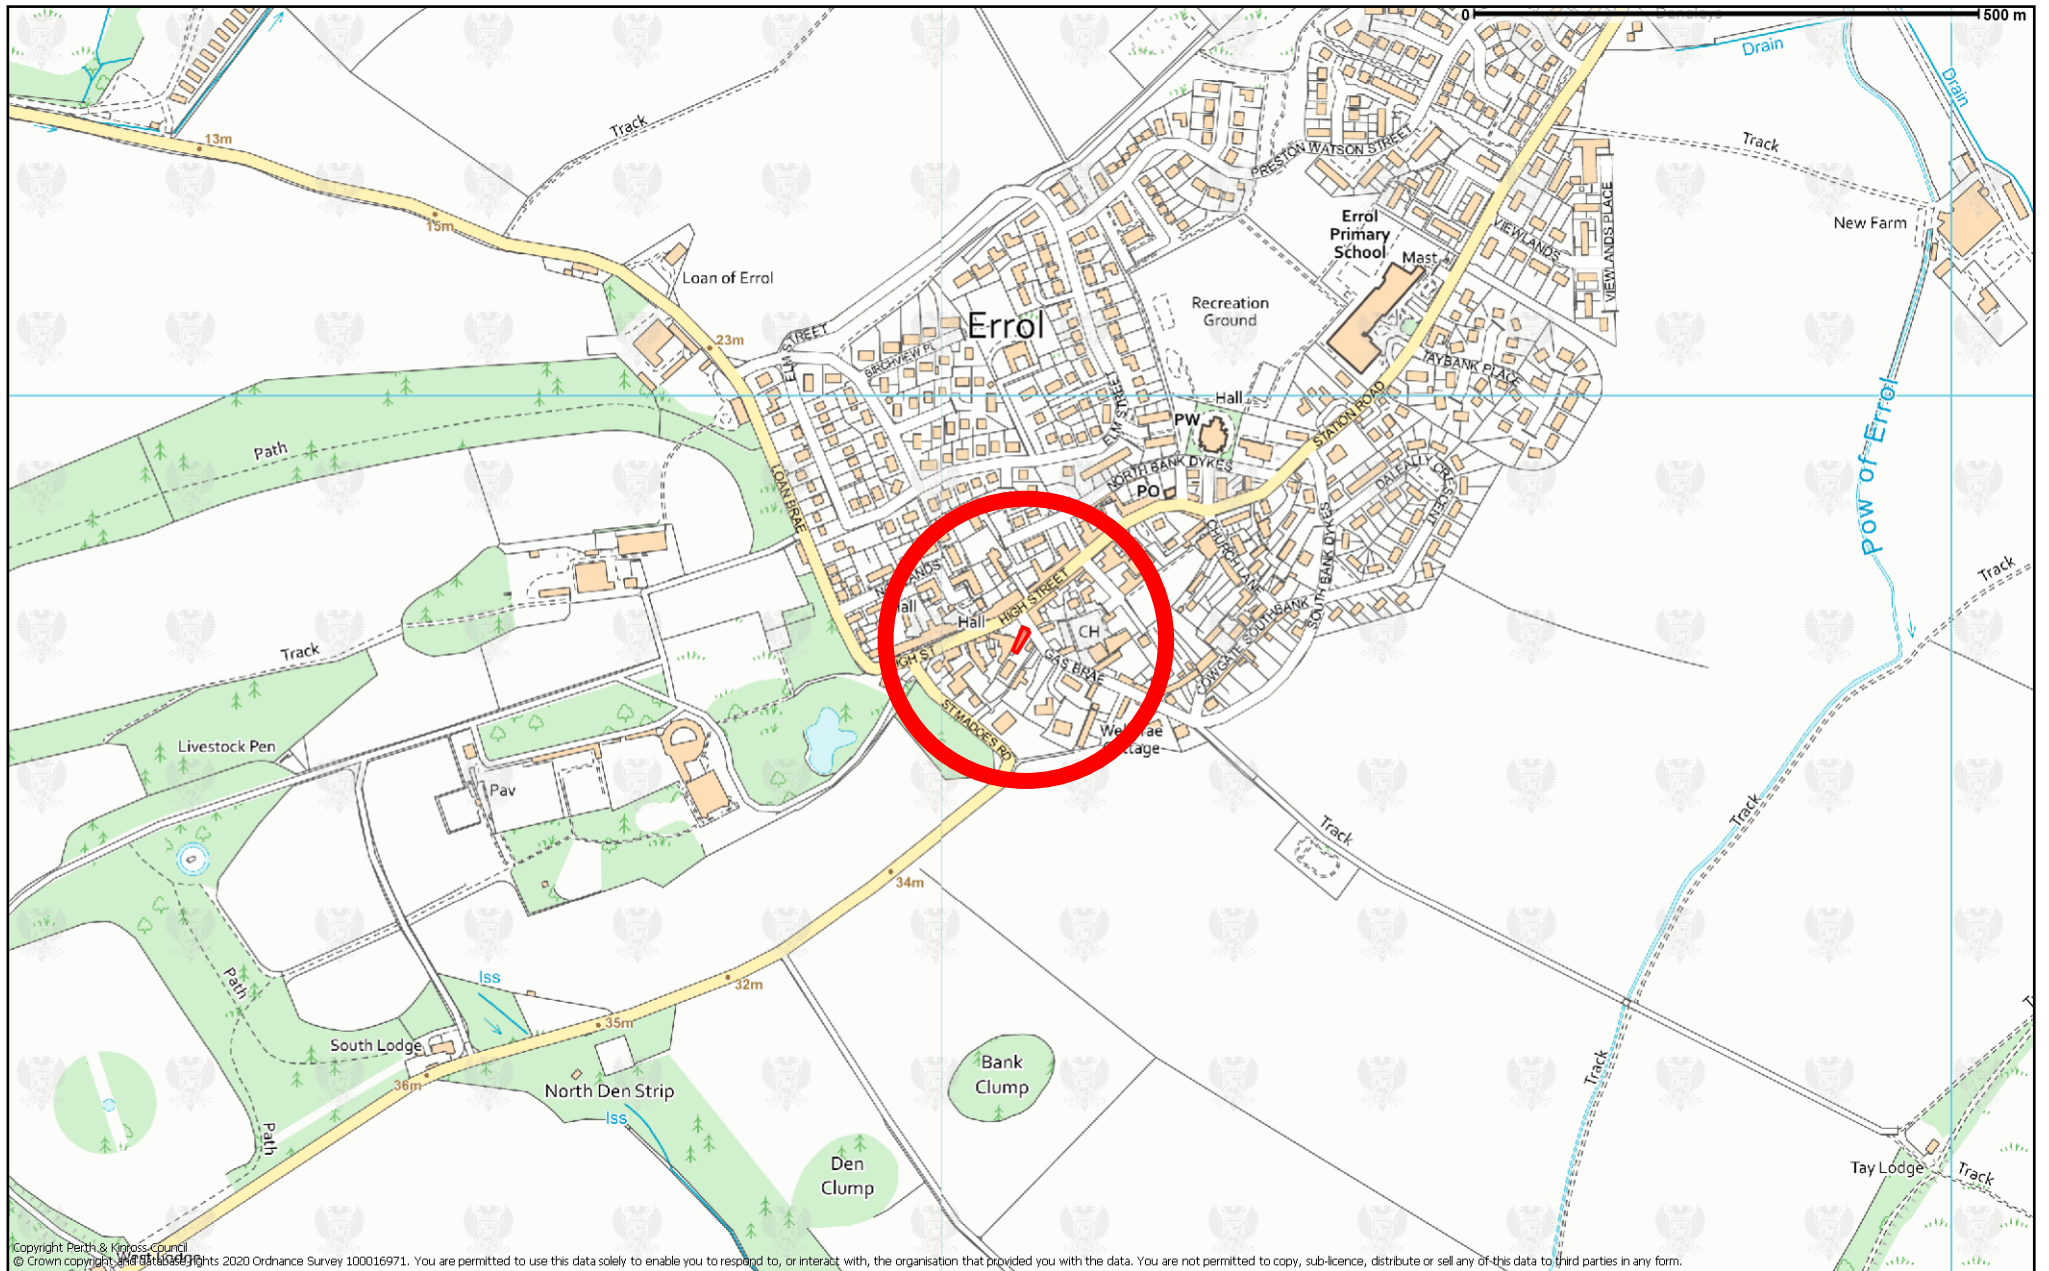 0
500 m
Drain
Drain
13m
Track
Track
PRESTON WATSON STREET
VIEWLANDS PLACE
Errol
Primary
School
Mast
VIEWLANDS
New Farm
15m
Loan of Errol
Recreation
Ground
Errol
23m
ELM STREET
BIRCHVIEW PL
TAYBANK PLACE
ELM STREET
Hall
PW
STATION ROAD
Pow of Errol
Path
LOAN BRAE
NORTH BANK DYKES
PO
DALEALLY CRESCENT
CHURCH LANE
SOUTH BANK DYKES
Track
HIGH STREET
Hall
CH
SOUTHBANK
COWGATE
GAS BRAE
HIGH ST
Track
ST MADOES RD
Livestock Pen
Pav
Track
Track
34m
Path
Iss
32m
35m
South Lodge
36m
North Den Strip
Iss
Bank
Clump
Track
Path
Den
Clump
Tay Lodge
Track
Copyright Perth & Kinross Council
West Lodge
© Crown copyright and database rights 2020 Ordnance Survey 100016971. You are permitted to use this data solely to enable you to respond to, or interact with, the organisation that provided you with the data. You are not permitted to copy, sub-licence, distribute or sell any of this data to third parties in any form.